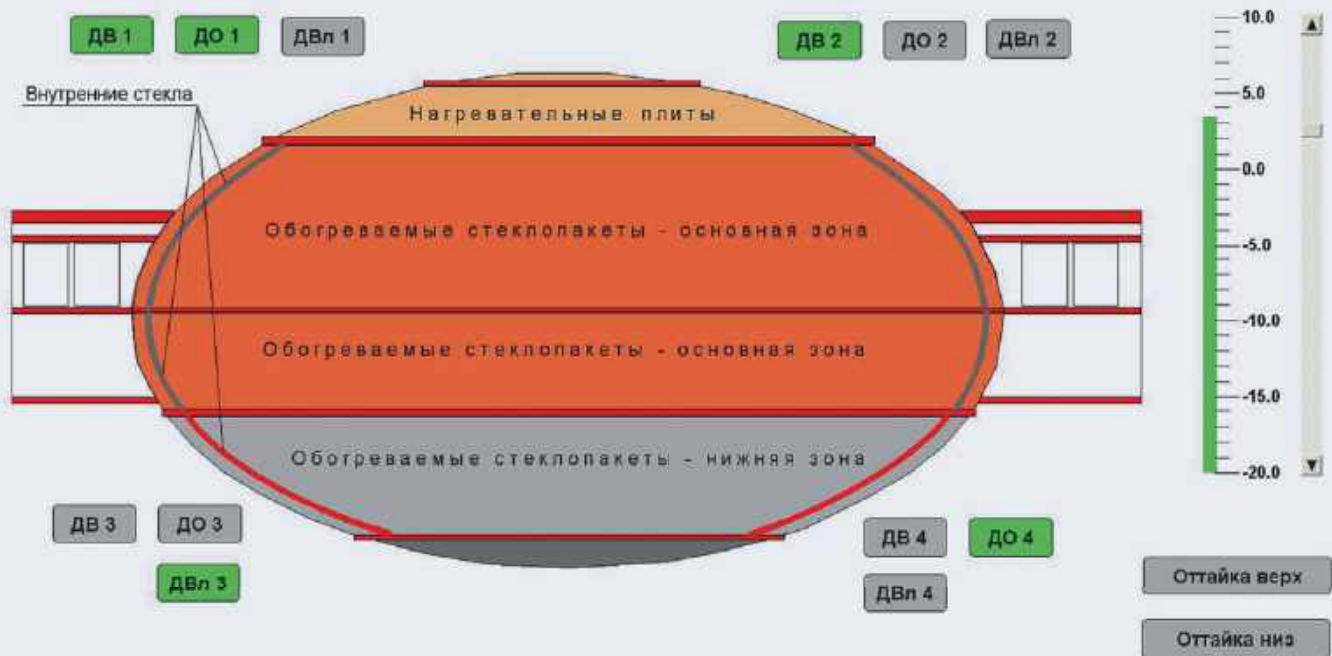 ДВ 1 ДО 1 ДВл 1 ДВ 2 ДО 2 ДВл 2
Внутренние стекла
Нагревательные плиты
Обогреваемые стеклопакеты - основная зона
Обогреваемые стеклопакеты - основная зона
Обогреваемые стеклопакеты - нижняя зона
10.0
5.0
0.0
-5.0
-10.0
-15.0
-20.0
ДВ 3 ДО 3
ДВл 3
ДВ 4 ДО 4
ДВл 4
Оттайка верх
Оттайка низ